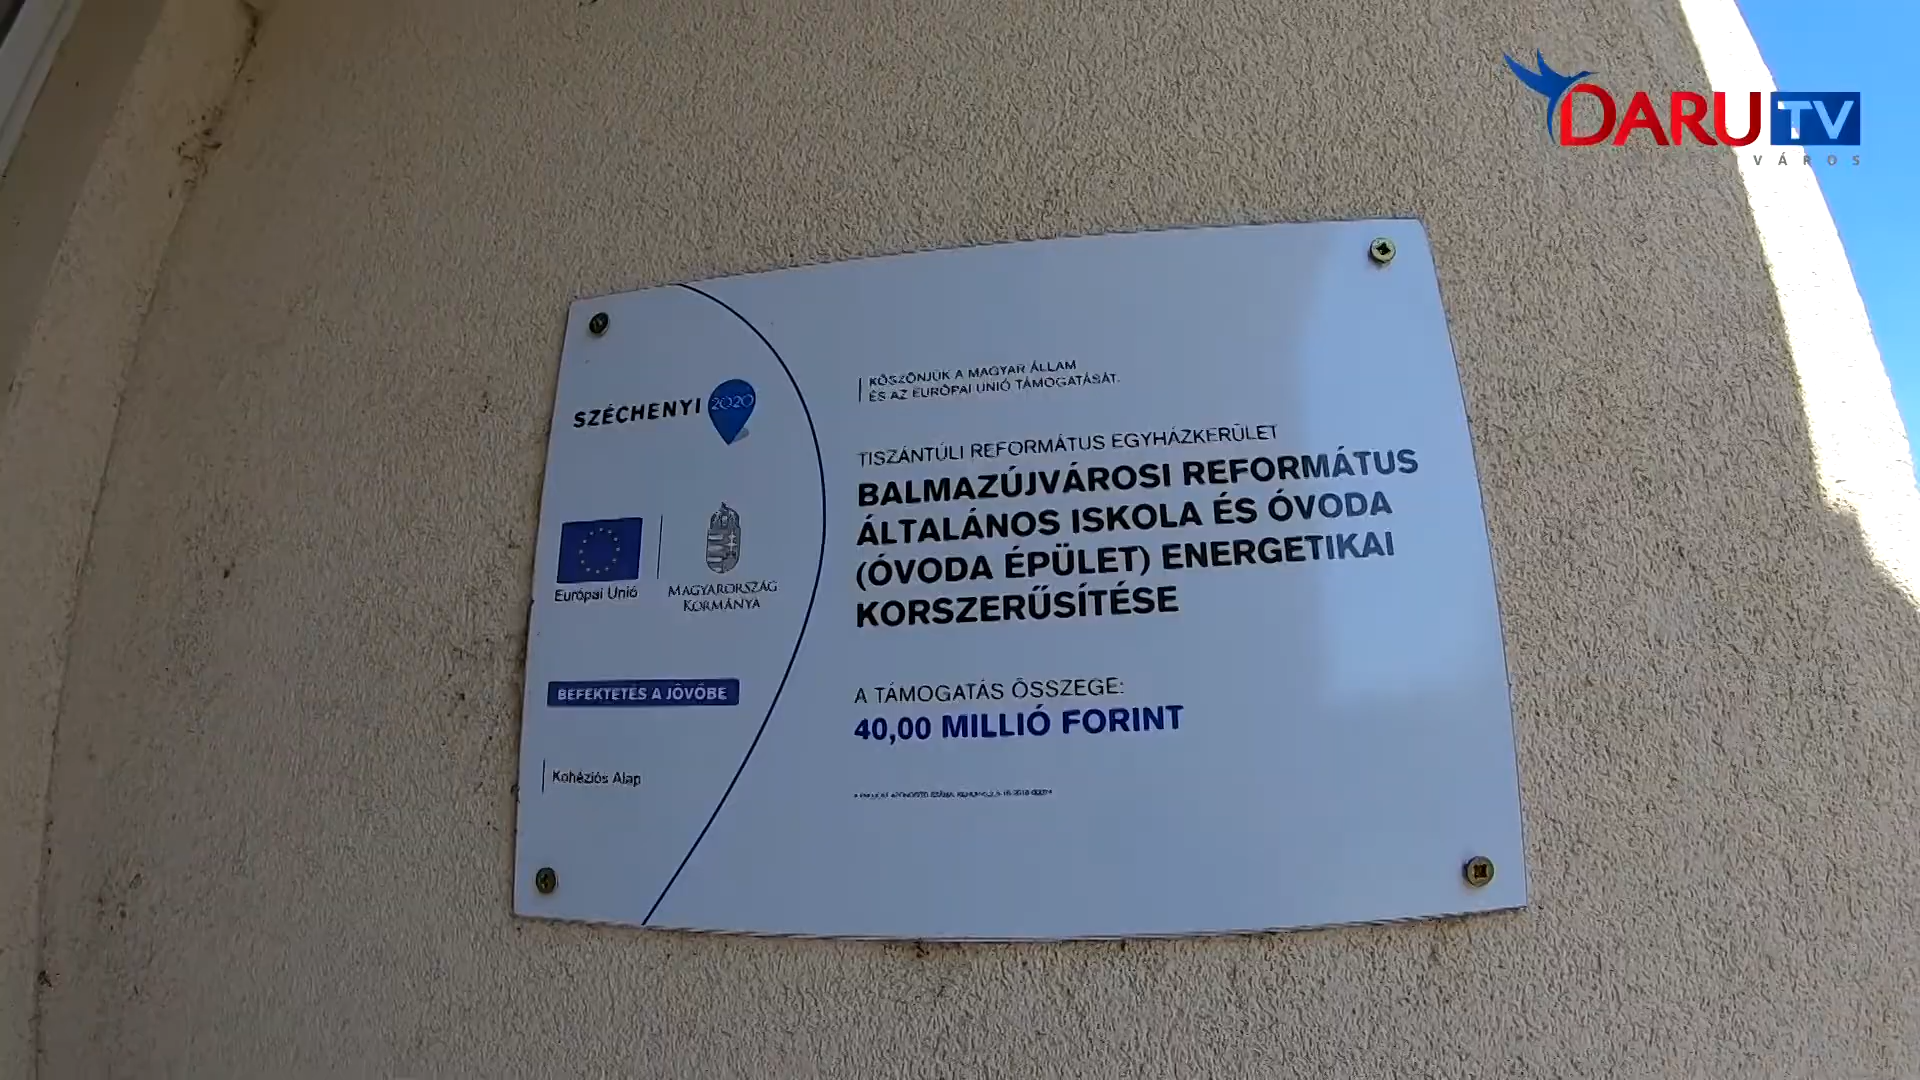 DARU TV
VÁROS
KÖSZÖNJÜK A MAGYAR ÁLLAM
ÉS AZ EURÓPAI UNIÓ TÁMOGATÁSÁT.
SZÉCHENYI 2020
TISZÁNTÚLI REFORMÁTUS EGYHÁZKERÜLET
BALMAZÚJVÁROSI REFORMÁTUS
ÁLTALÁNOS ISKOLA ÉS ÓVODA
(ÓVODA ÉPÜLET) ENERGETIKAI
KORSZERŰSÍTÉSE
Európai Unió
MAGYARORSZÁG
KORMÁNYA
BEFEKTETÉS A JÖVŐBE
A TÁMOGATÁS ÖSSZEGE:
40,00 MILLIÓ FORINT
Kohéziós Alap